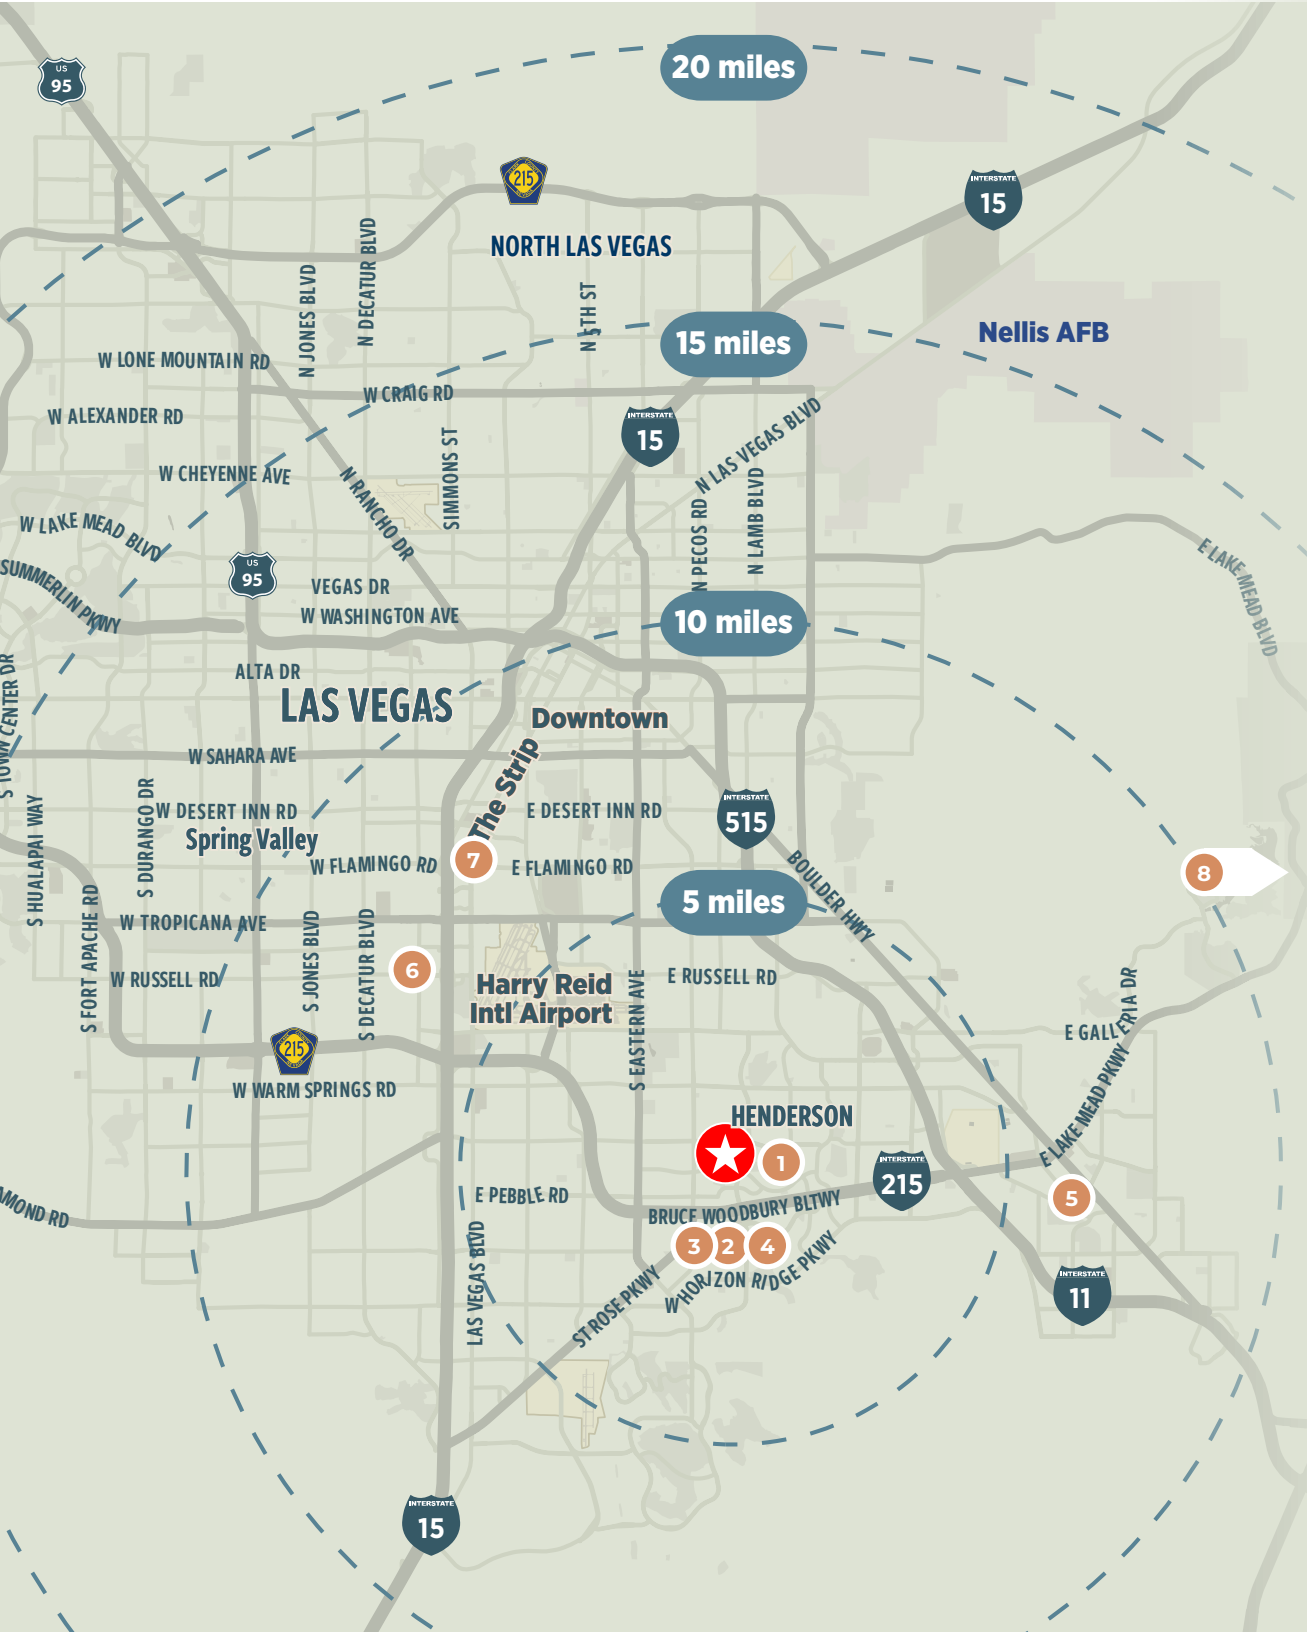 20 miles
US
95
215
INTERSTATE
15
NORTH LAS VEGAS
N DECATUR BLVD
N JONES BLVD
N 5TH ST
15 miles
Nellis AFB
W LONE MOUNTAIN RD
W CRAIG RD
W ALEXANDER RD
INTERSTATE
15
N LAS VEGAS BLVD
SIMMONS ST
W CHEYENNE AVE
N RANCHO DR
N PECOS RD
N LAMB BLVD
W LAKE MEAD BLVD
E LAKE MEAD BLVD
SUMMERLIN PKWY
US
95
VEGAS DR
W WASHINGTON AVE
10 miles
ALTA DR
LAS VEGAS
Downtown
S TOWN CENTER DR
W SAHARA AVE
The Strip
S HUALAPAI WAY
S DURANGO DR
W DESERT INN RD
E DESERT INN RD
INTERSTATE
515
Spring Valley
W FLAMINGO RD
7
E FLAMINGO RD
BOULDER HWY
8
5 miles
S FORT APACHE RD
W TROPICANA AVE
S JONES BLVD
S DECATUR BLVD
6
W RUSSELL RD
E RUSSELL RD
Harry Reid
Intl Airport
S EASTERN AVE
E GALLERIA DR
215
W WARM SPRINGS RD
E LAKE MEAD PKWY
HENDERSON
1
INTERSTATE
215
5
E PEBBLE RD
BRUCE WOODBURY BLTWY
AMOND RD
LAS VEGAS BLVD
3
2
4
W HORIZON RIDGE PKWY
ST ROSE PKWY
INTERSTATE
11
INTERSTATE
15